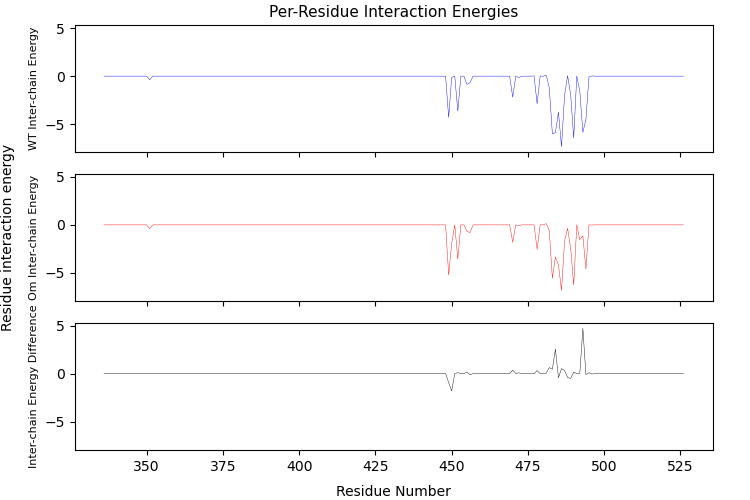 Per-Residue Interaction Energies
Residue interaction energy
WT Inter-chain Energy
5
0
−5
Om Inter-chain Energy
5
0
−5
Inter-chain Energy Difference
5
0
−5
350
375
400
425
450
475
500
525
Residue Number